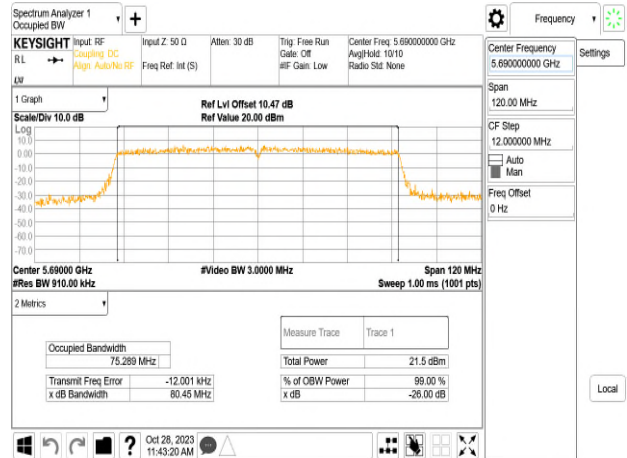 Spectrum Analyzer 1
Occupied BW
Frequency
KEYSIGHT
RL
Input: RF
Coupling: DC
Align: Auto/No RF
Input Z: 50 Ω
Freq Ref: Int (S)
Atten: 30 dB
Trig: Free Run
Gate: Off
#IF Gain: Low
Center Freq: 5.690000000 GHz
Avg|Hold: 10/10
Radio Std: None
LXI
1 Graph
Scale/Div 10.0 dB
Ref Lvl Offset 10.47 dB
Ref Value 20.00 dBm
Log
10.0
0.00
-10.0
-20.0
-30.0
-40.0
-50.0
-60.0
-70.0
Center 5.69000 GHz
#Res BW 910.00 kHz
#Video BW 3.0000 MHz
Span 120 MHz
Sweep 1.00 ms (1001 pts)
2 Metrics
Occupied Bandwidth
75.289 MHz
Transmit Freq Error -12.001 kHz
x dB Bandwidth 80.45 MHz
Measure Trace Trace 1
Total Power 21.5 dBm
% of OBW Power 99.00 %
x dB -26.00 dB
Center Frequency
5.690000000 GHz
Settings
Span
120.00 MHz
CF Step
12.000000 MHz
Auto
Man
Freq Offset
0 Hz
Local
?
Oct 28, 2023
11:43:20 AM